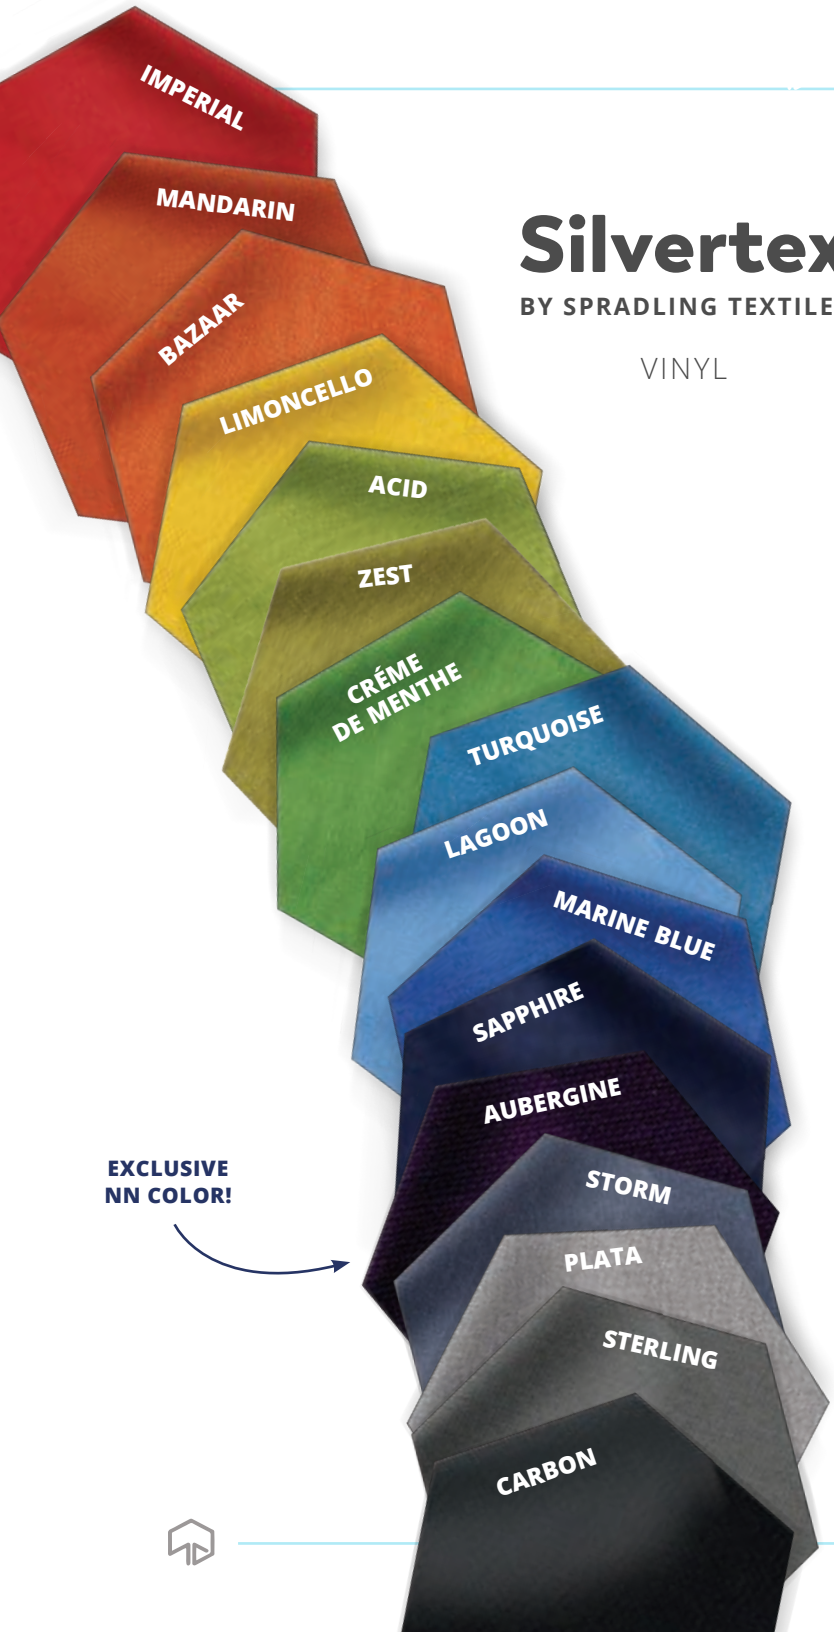 IMPERIAL
MANDARIN
Silvertex
BY SPRADLING TEXTILE
BAZAAR
VINYL
LIMONCELLO
ACID
ZEST
CRÉME
DE MENTHE
TURQUOISE
LAGOON
MARINE BLUE
SAPPHIRE
AUBERGINE
EXCLUSIVE
NN COLOR!
STORM
PLATA
STERLING
CARBON